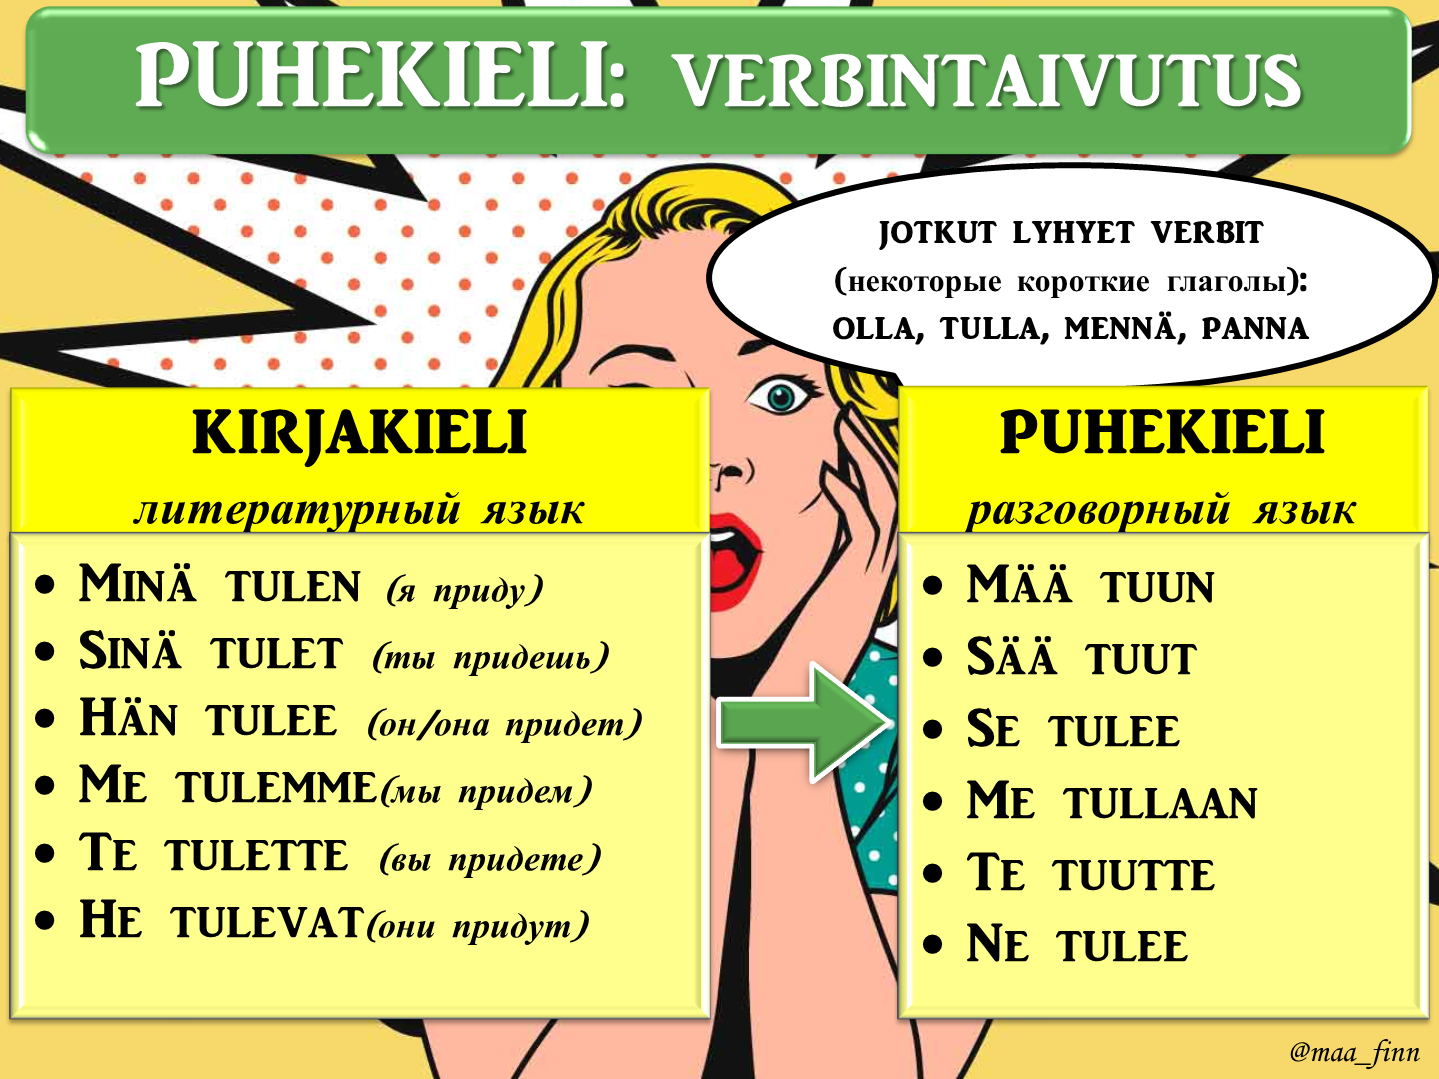 PUHEKIELI: VERBINTAIVUTUS
JOTKUT LYHYET VERBIT
(некоторые короткие глаголы):
OLLA, TULLA, MENNÄ, PANNA
KIRJAKIELI
литературный язык
• MINÄ TULEN (я приду)
• SINÄ TULET (ты придешь)
• HÄN TULEE (он/она придет)
• ME TULEMME(мы придем)
• TE TULETTE (вы придете)
• HE TULEVAT(они придут)
PUHEKIELI
разговорный язык
• MÄÄ TUUN
• SÄÄ TUUT
• SE TULEE
• ME TULLAAN
• TE TUUTTE
• NE TULEE
@maa_finn